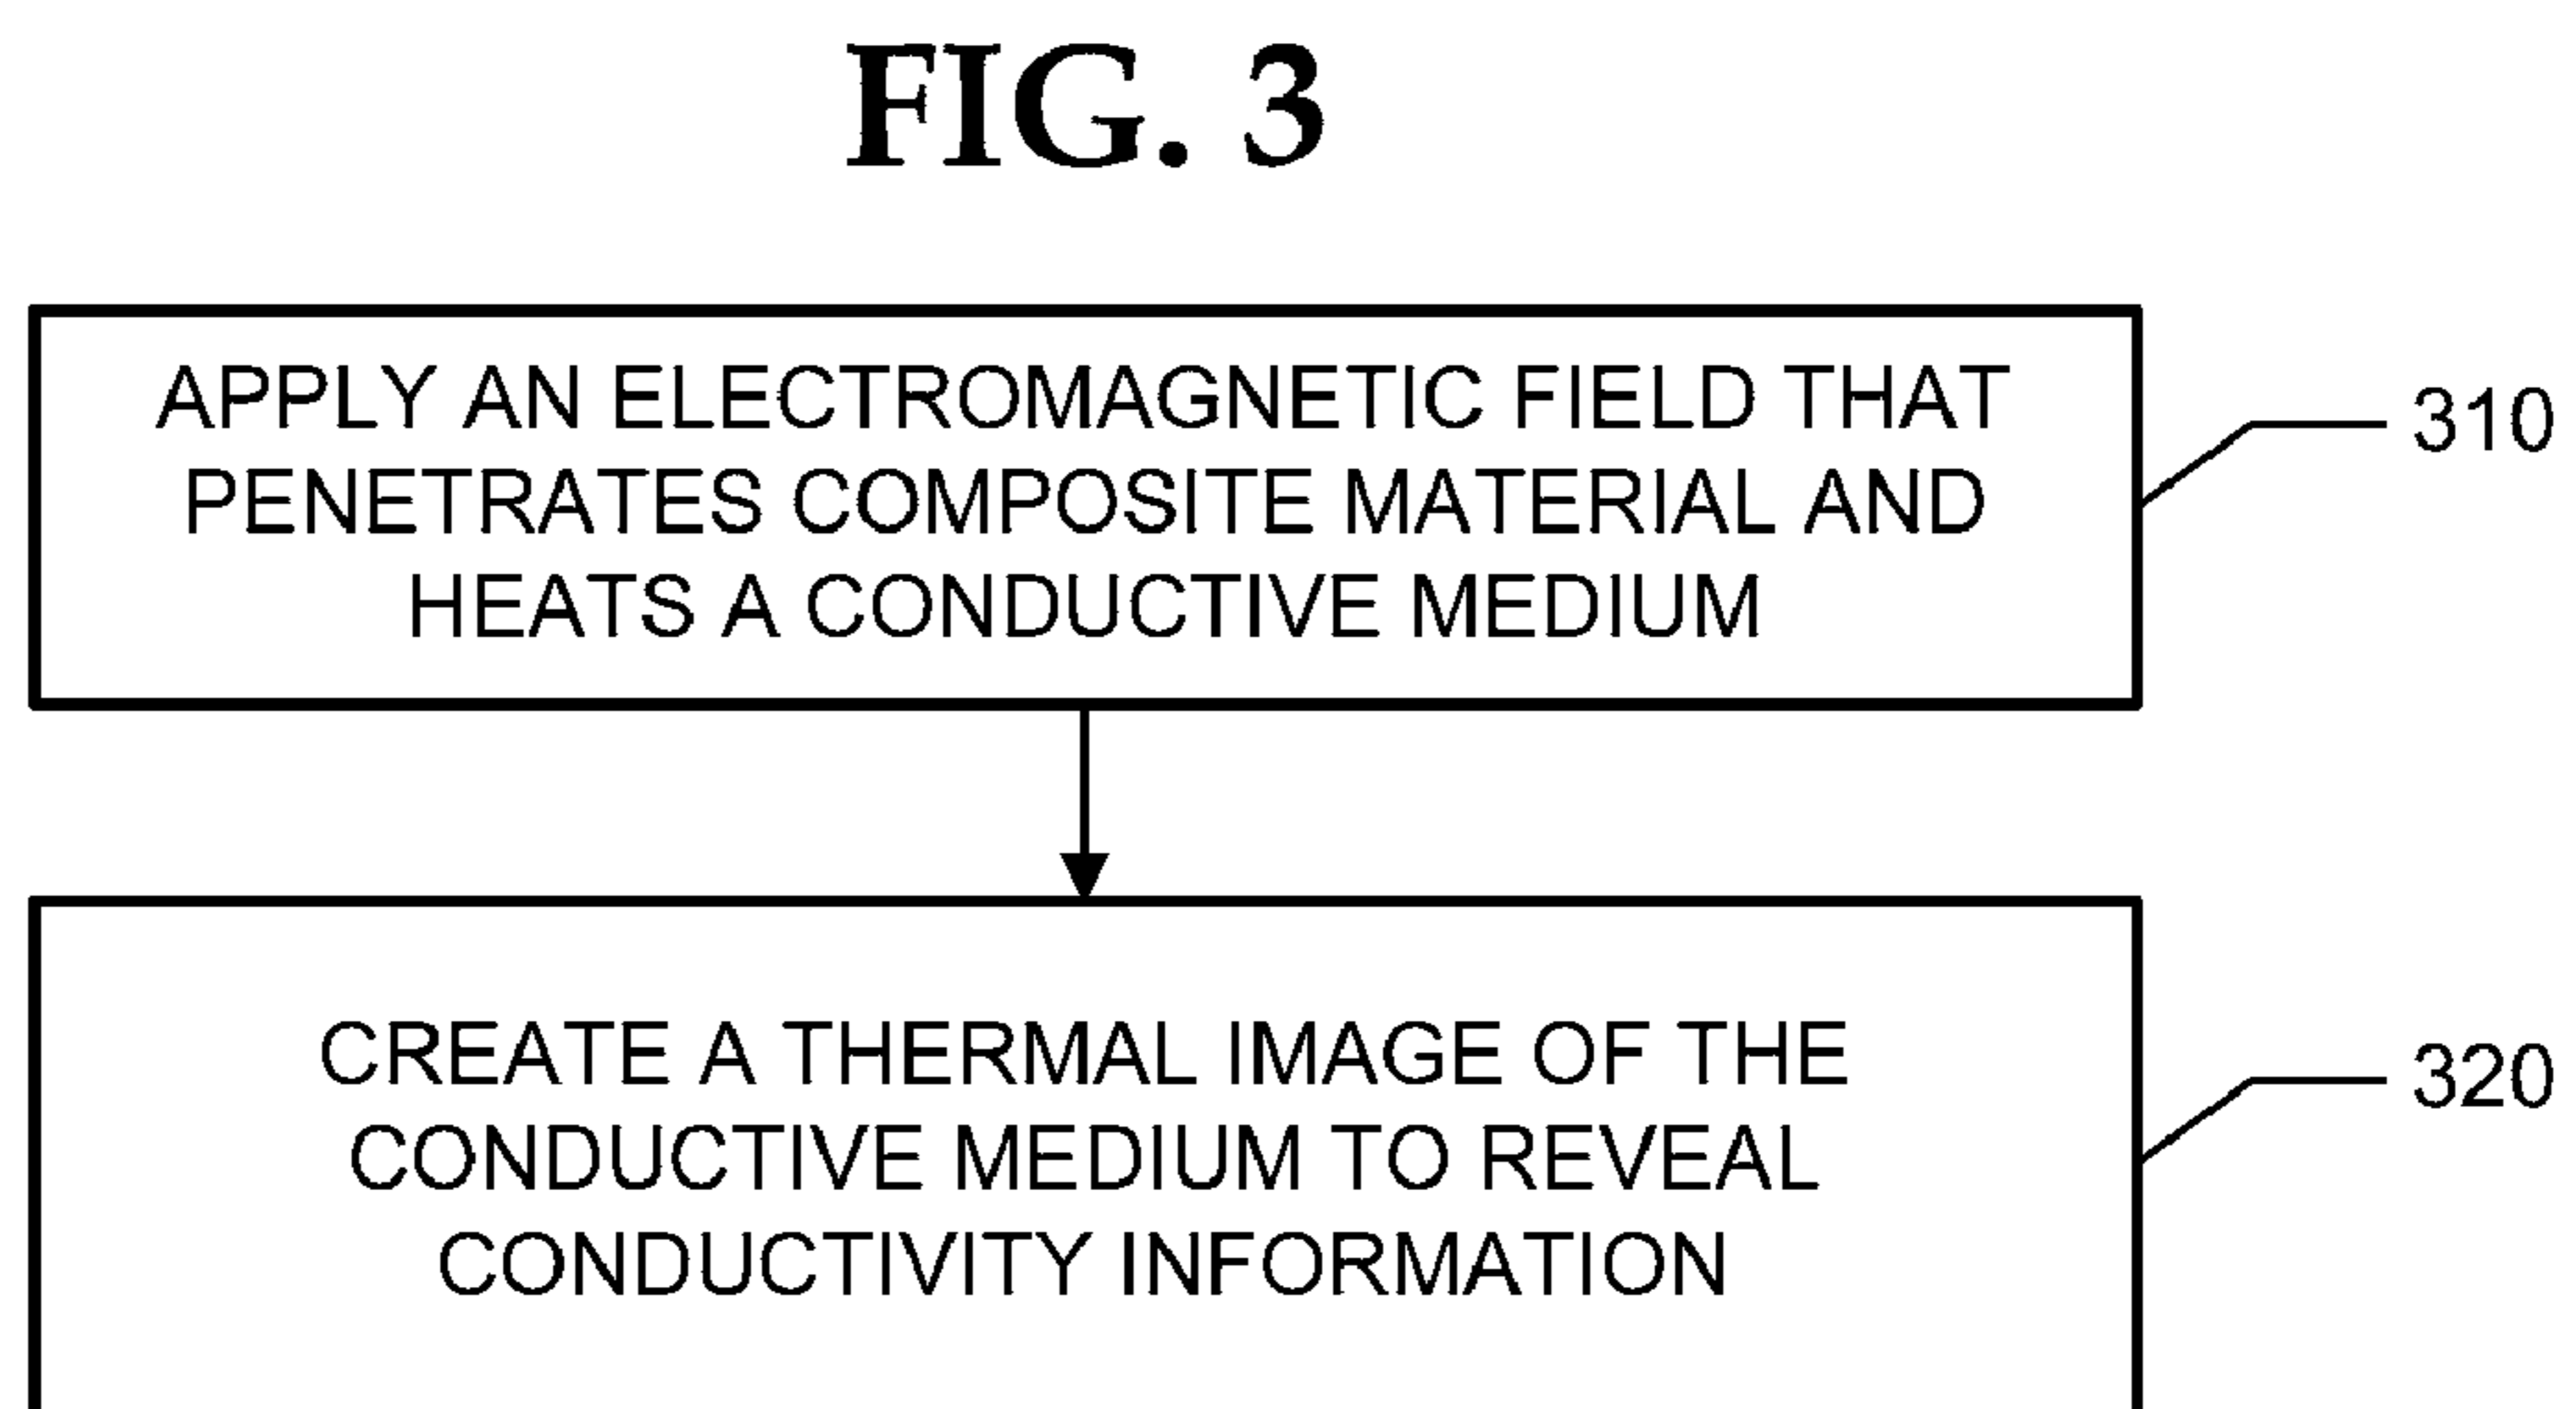 FIG. 3
APPLY AN ELECTROMAGNETIC FIELD THAT
PENETRATES COMPOSITE MATERIAL AND
HEATS A CONDUCTIVE MEDIUM
310
CREATE A THERMAL IMAGE OF THE
CONDUCTIVE MEDIUM TO REVEAL
CONDUCTIVITY INFORMATION
320